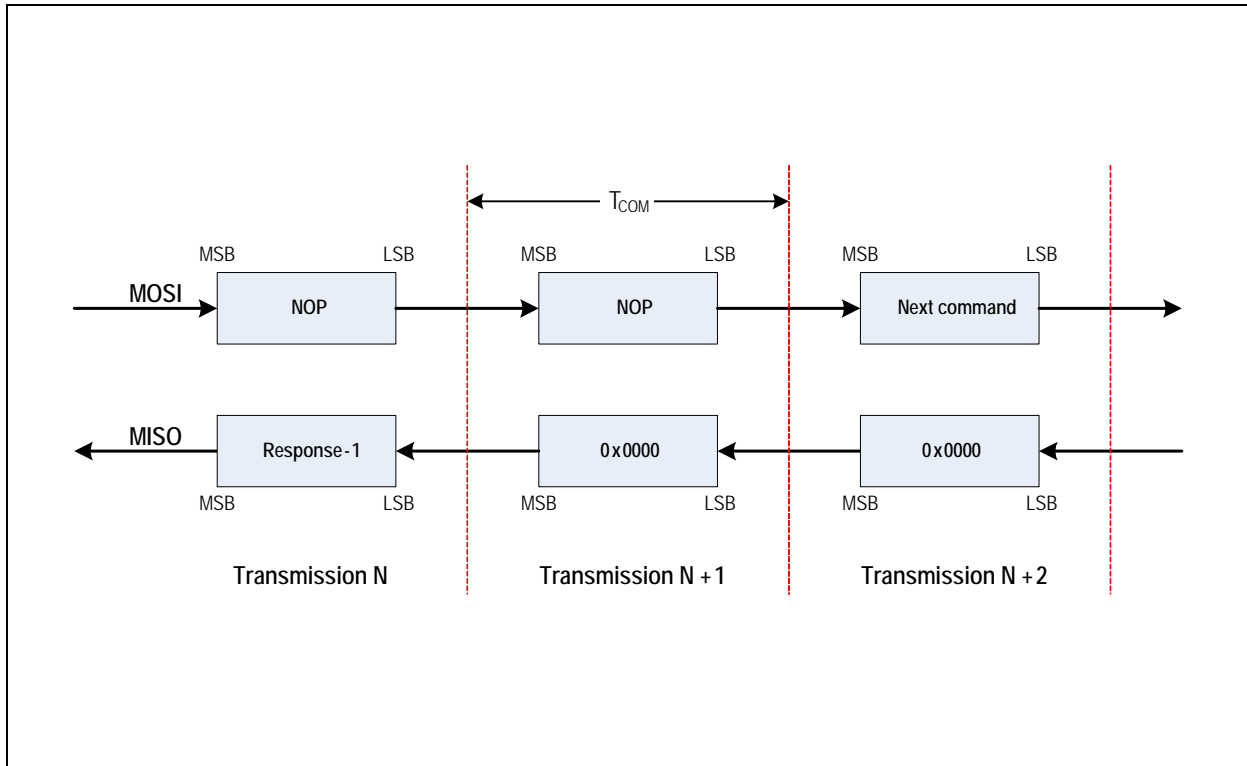 TCOM
MSB LSB MSB LSB MSB LSB
MOSI NOP NOP Next command
MISO Response-1 0x0000 0x0000
MSB LSB MSB LSB MSB LSB
Transmission N Transmission N+1 Transmission N+2